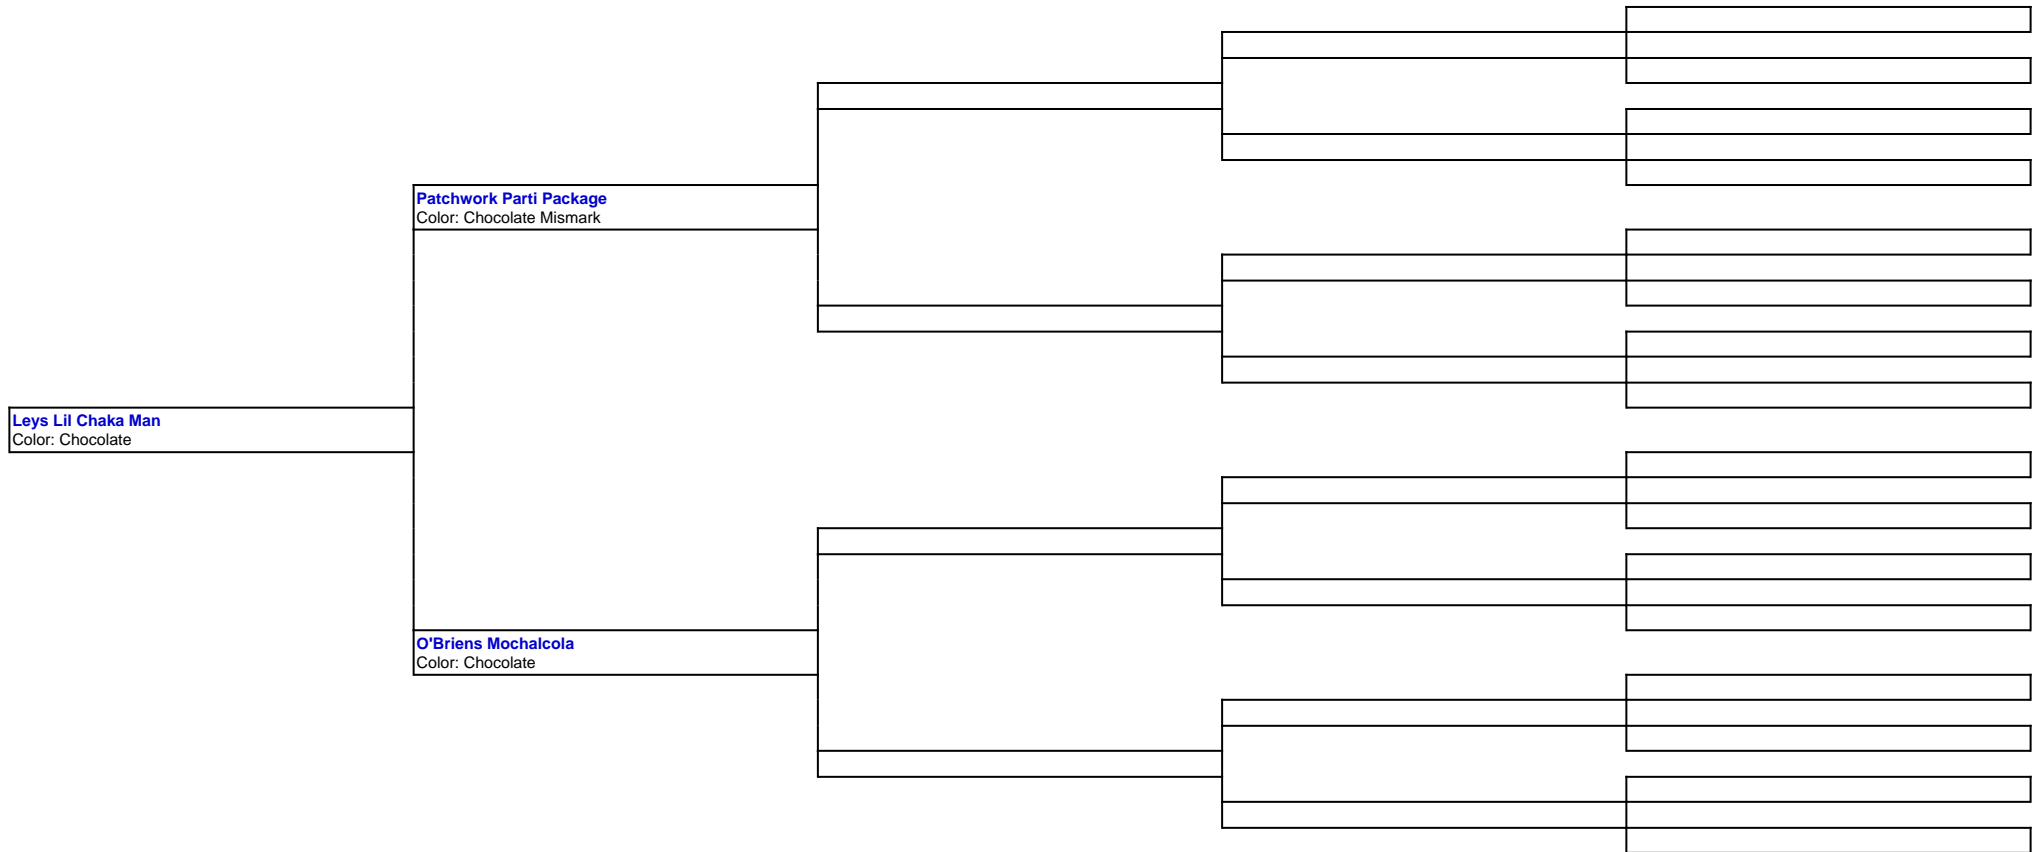 Patchwork Parti Package
Color: Chocolate Mismark
Leys Lil Chaka Man
Color: Chocolate
O'Briens Mochalcola
Color: Chocolate